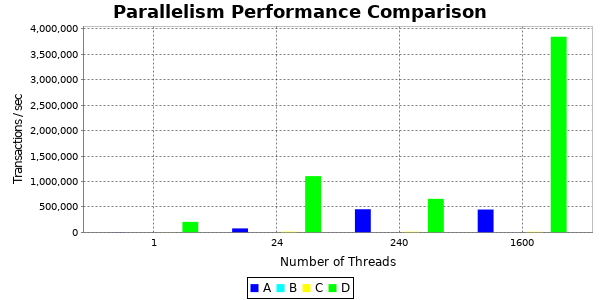 Parallelism Performance Comparison
4,000,000
3,500,000
3,000,000
2,500,000
2,000,000
1,500,000
1,000,000
500,000
0
Transactions / sec
1 24 240 1600
Number of Threads
A B C D